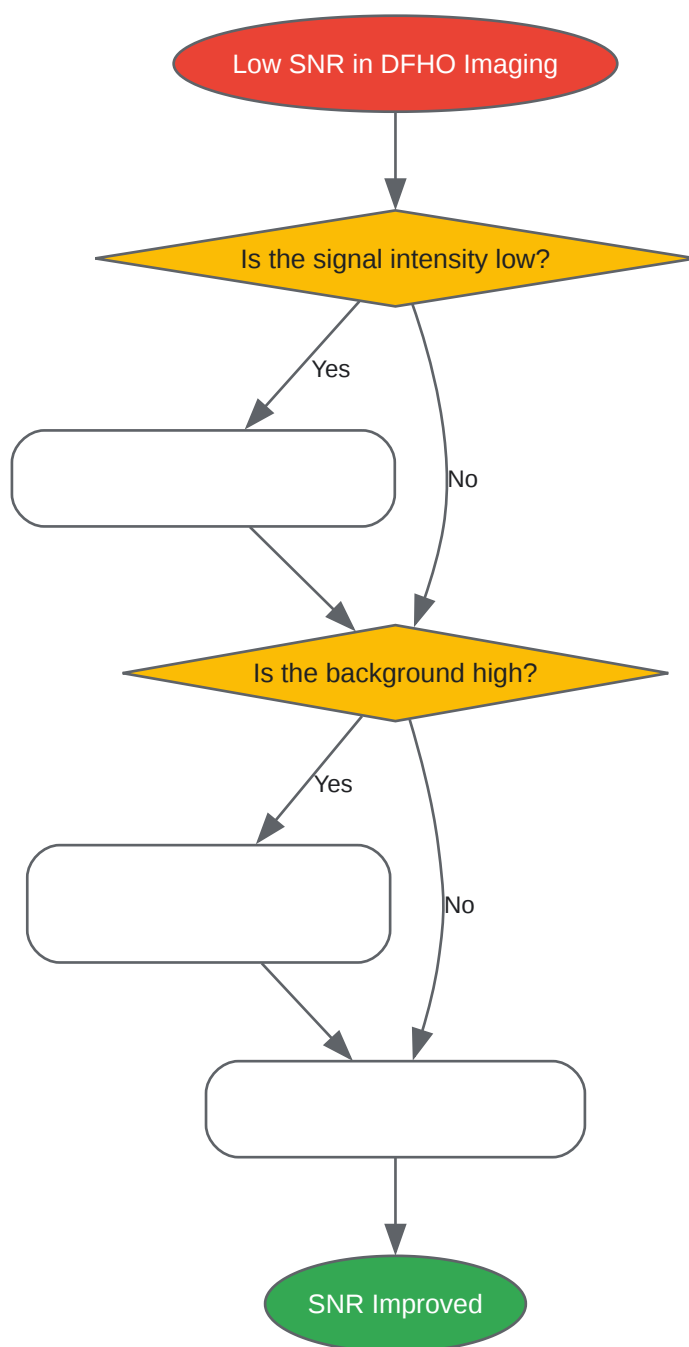 Low SNR in DFHO Imaging
Is the signal intensity low?
Yes
No
Is the background high?
Yes
No
SNR Improved